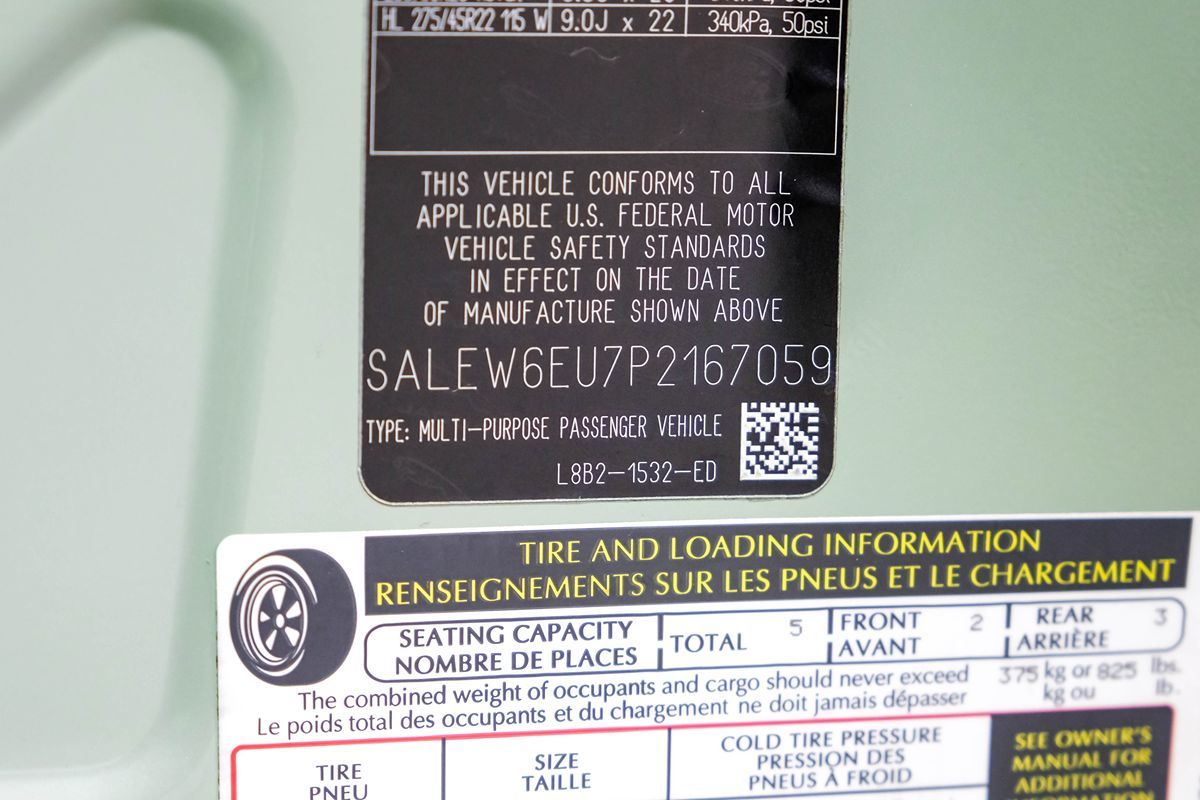 HL 275/45R22 115 W 9.0J x 22 340kPa, 50psi
THIS VEHICLE CONFORMS TO ALL
APPLICABLE U.S. FEDERAL MOTOR
VEHICLE SAFETY STANDARDS
IN EFFECT ON THE DATE
OF MANUFACTURE SHOWN ABOVE
SALEW6EU7P2167059
TYPE: MULTI-PURPOSE PASSENGER VEHICLE
L8B2-1532-ED
TIRE AND LOADING INFORMATION
RENSEIGNEMENTS SUR LES PNEUS ET LE CHARGEMENT
SEATING CAPACITY
NOMBRE DE PLACES
TOTAL 5
FRONT 2
AVANT
REAR 3
ARRIÈRE
The combined weight of occupants and cargo should never exceed 375 kg or 825 lbs.
Le poids total des occupants et du chargement ne doit jamais dépasser kg ou lb.
TIRE
PNEU
SIZE
TAILLE
COLD TIRE PRESSURE
PRESSION DES
PNEUS À FROID
SEE OWNER'S
MANUAL FOR
ADDITIONAL
INFORMATION